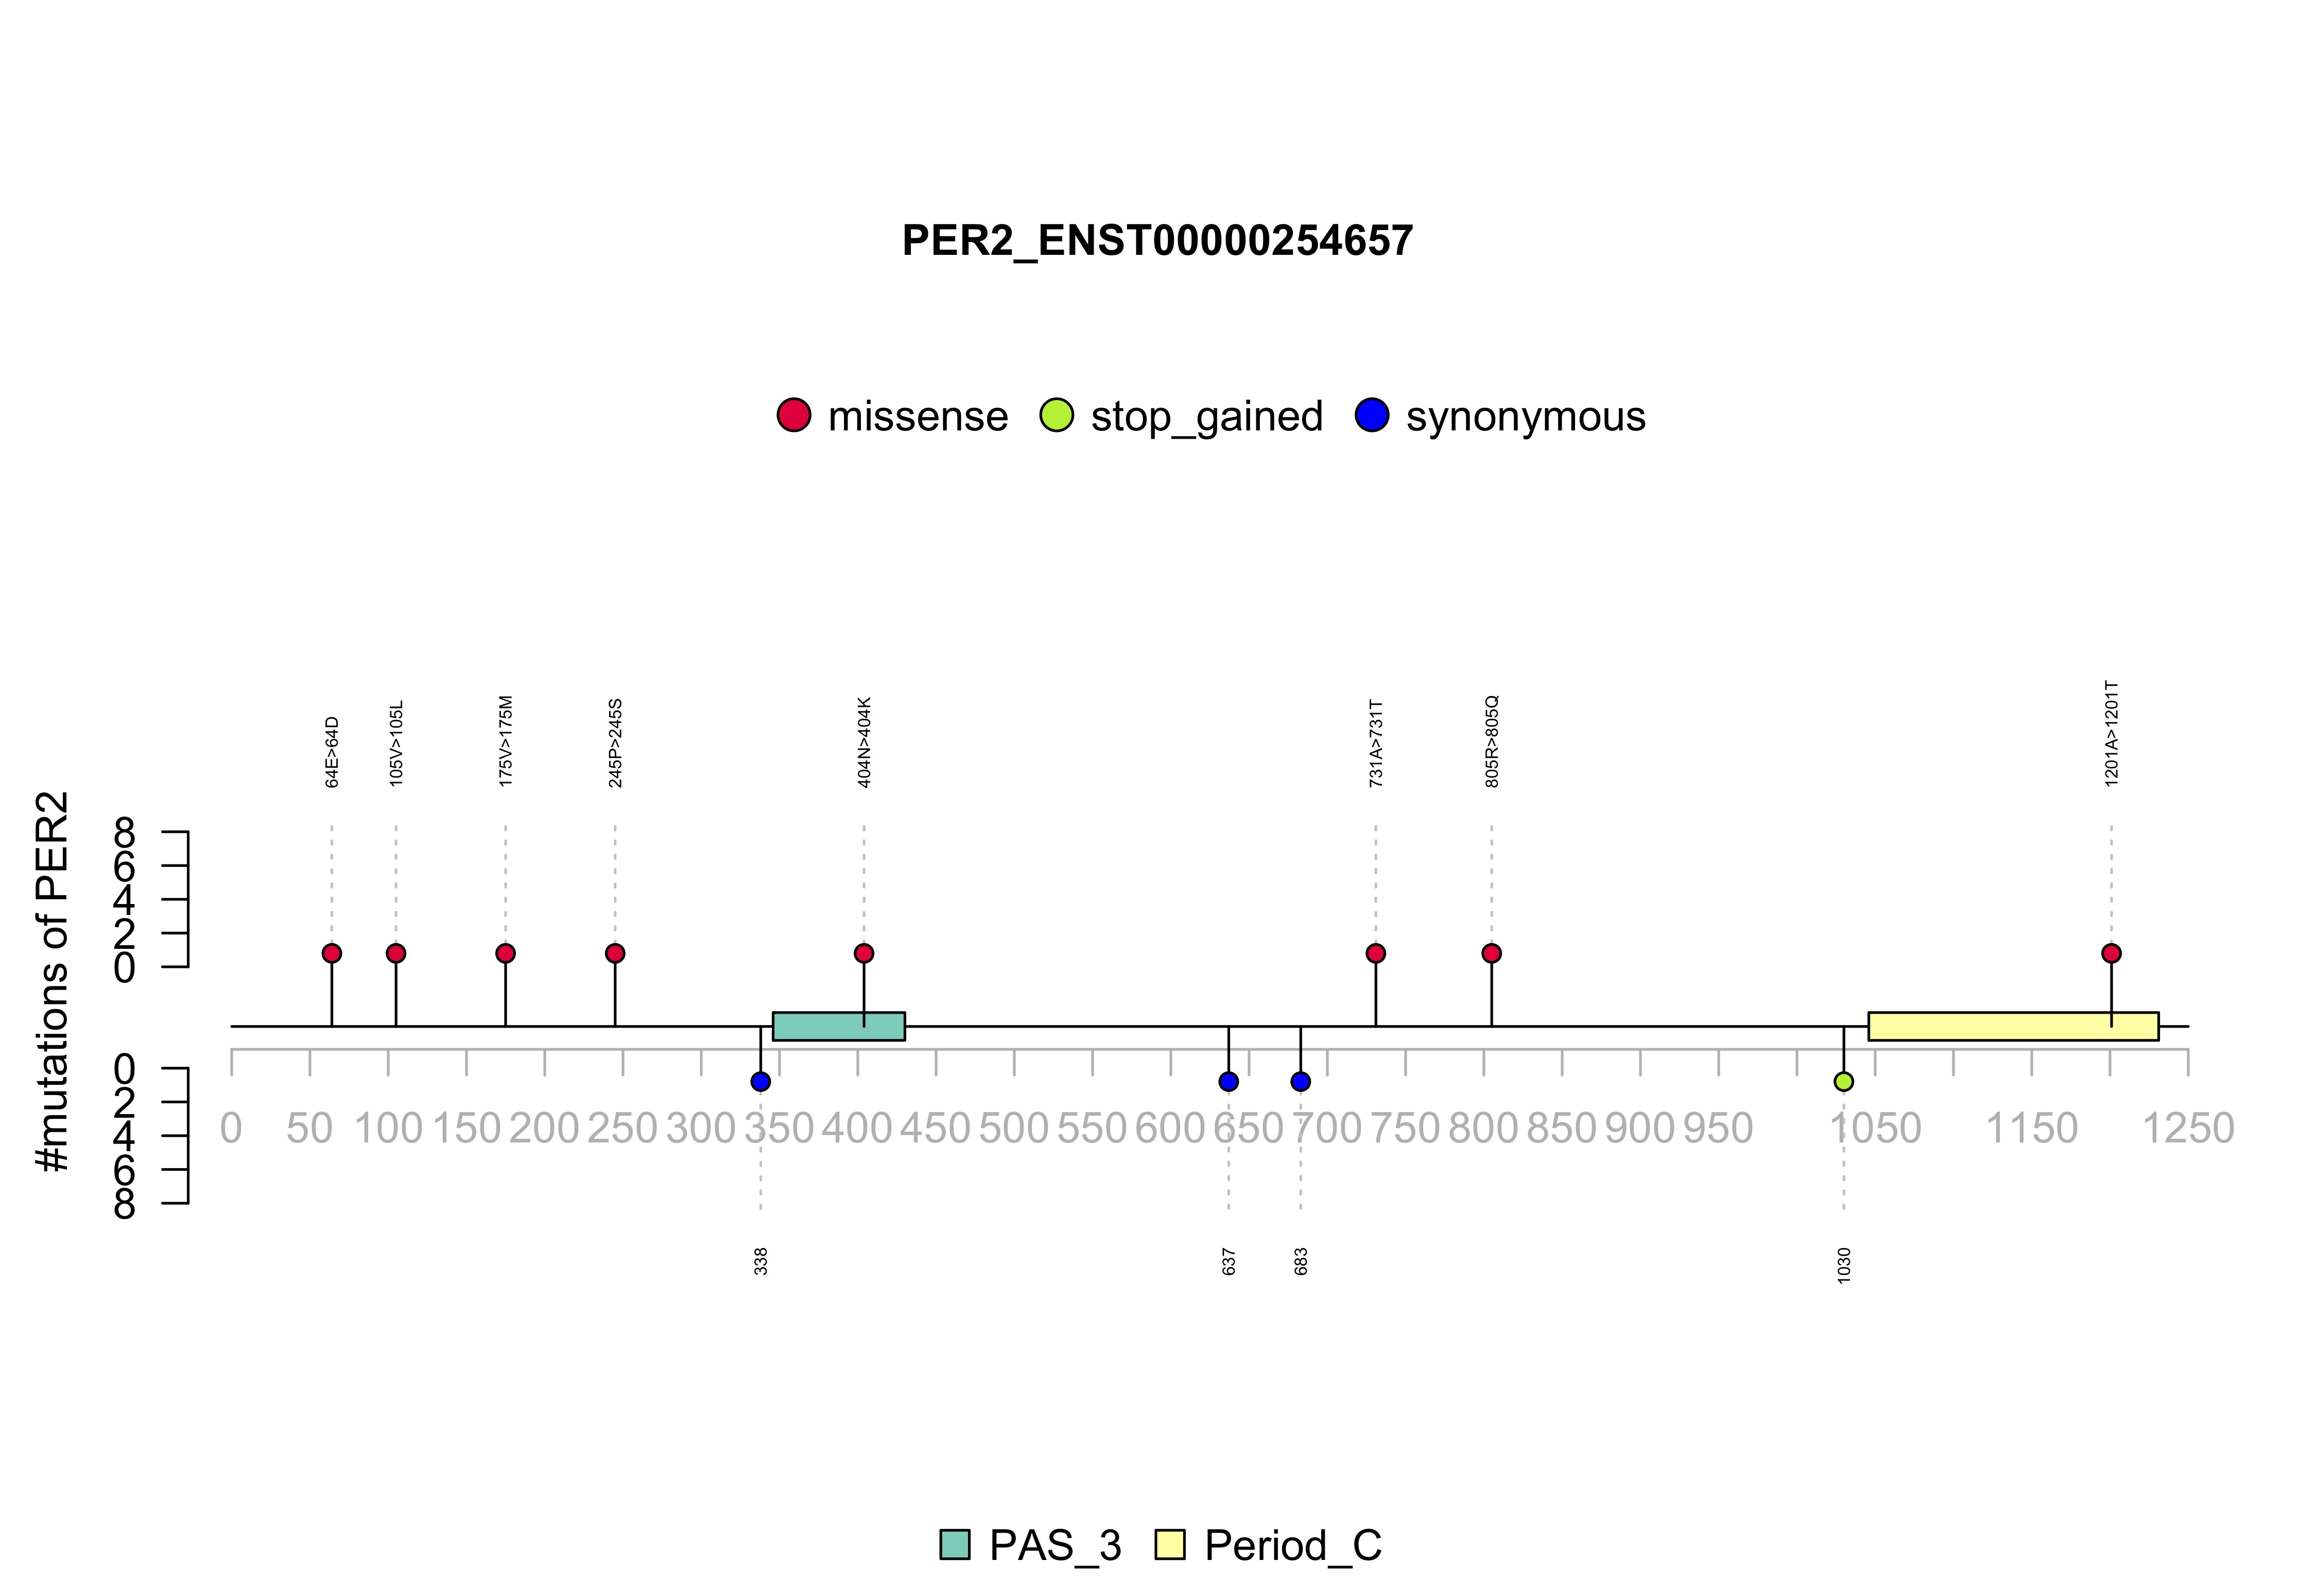 PER2_ENST00000254657
missense stop_gained synonymous
64E>64D 105V>105L 175V>175M 245P>245S 404N>404K 731A>731T 805R>805Q 1201A>1201T
#mutations of PER2
8
6
4
2
0
0
2
4
6
8
0 50 100 150 200 250 300 350 400 450 500 550 600 650 700 750 800 850 900 950 1050 1150 1250
338 637 683 1030
PAS_3 Period_C